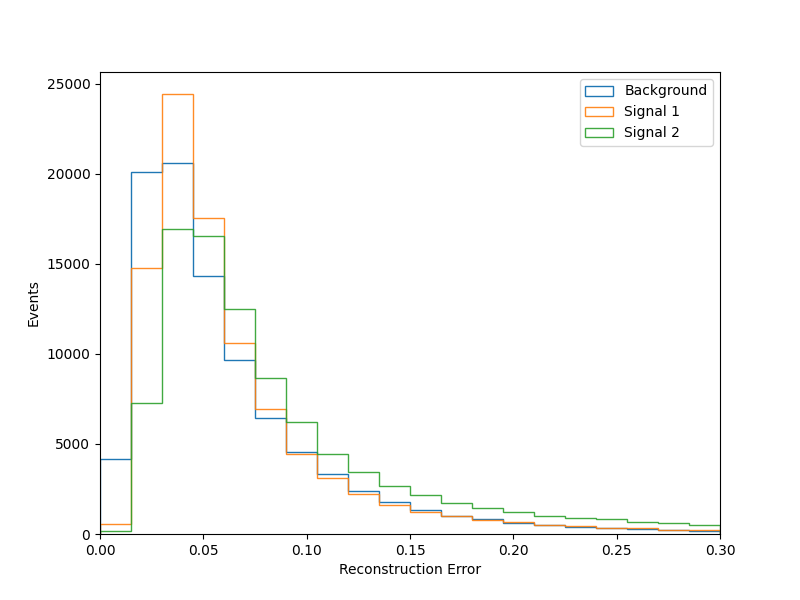 Background
Signal 1
Signal 2
25000
20000
15000
10000
5000
0
Events
0.00 0.05 0.10 0.15 0.20 0.25 0.30
Reconstruction Error